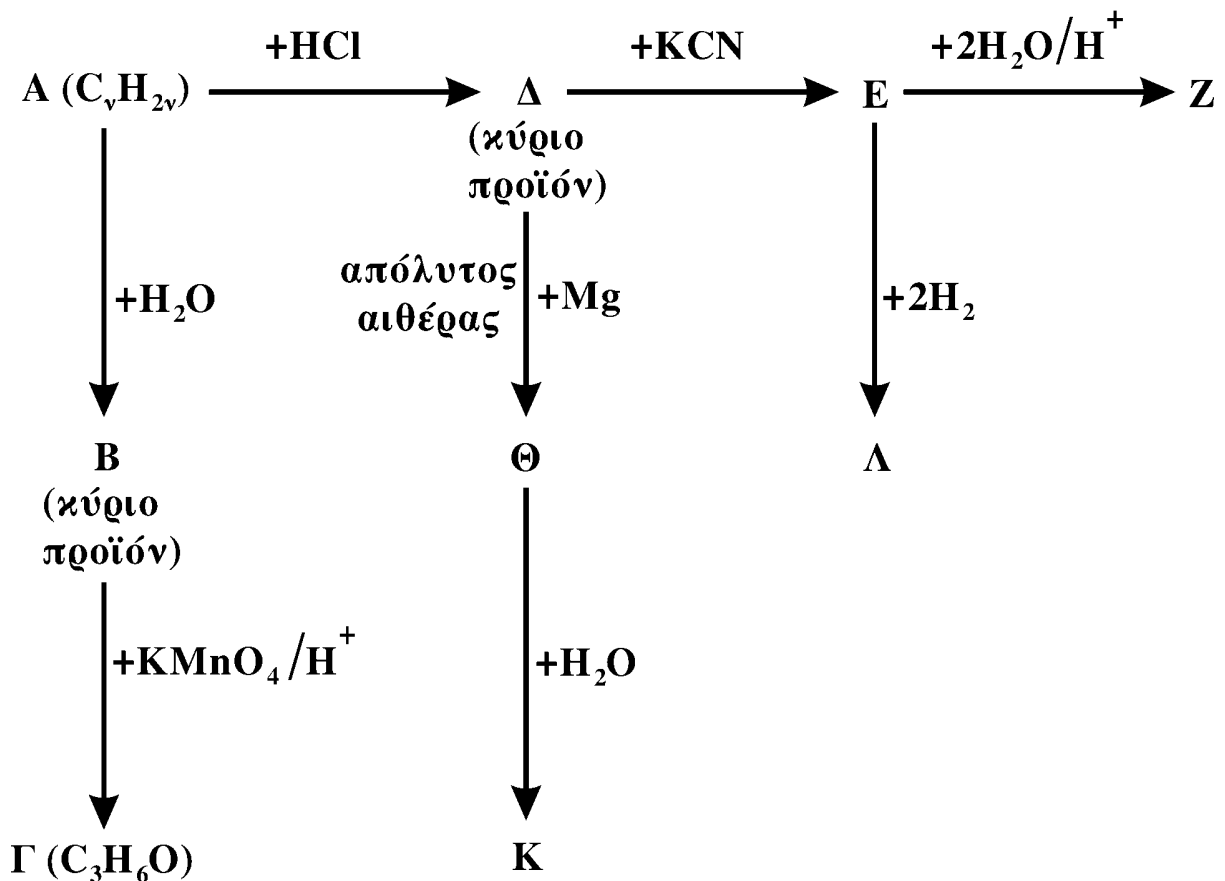 +HCl +KCN +2H₂O/H⁺
Α (CνH2ν) Δ Ε Ζ
(κύριο
προϊόν)
απόλυτος
αιθέρας
+H₂O +Mg +2H₂
Β Θ Λ
(κύριο
προϊόν)
+KMnO₄/H⁺ +H₂O
Γ (C₃H₆O) Κ